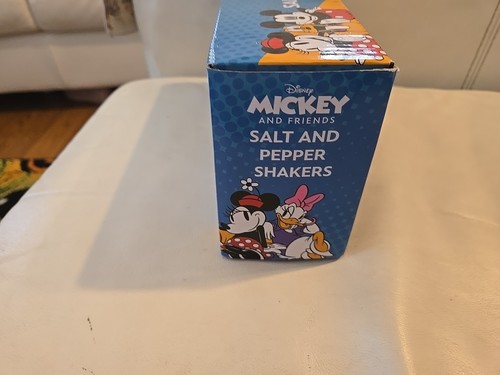 Disney
MICKEY
AND FRIENDS
SALT AND
PEPPER
SHAKERS